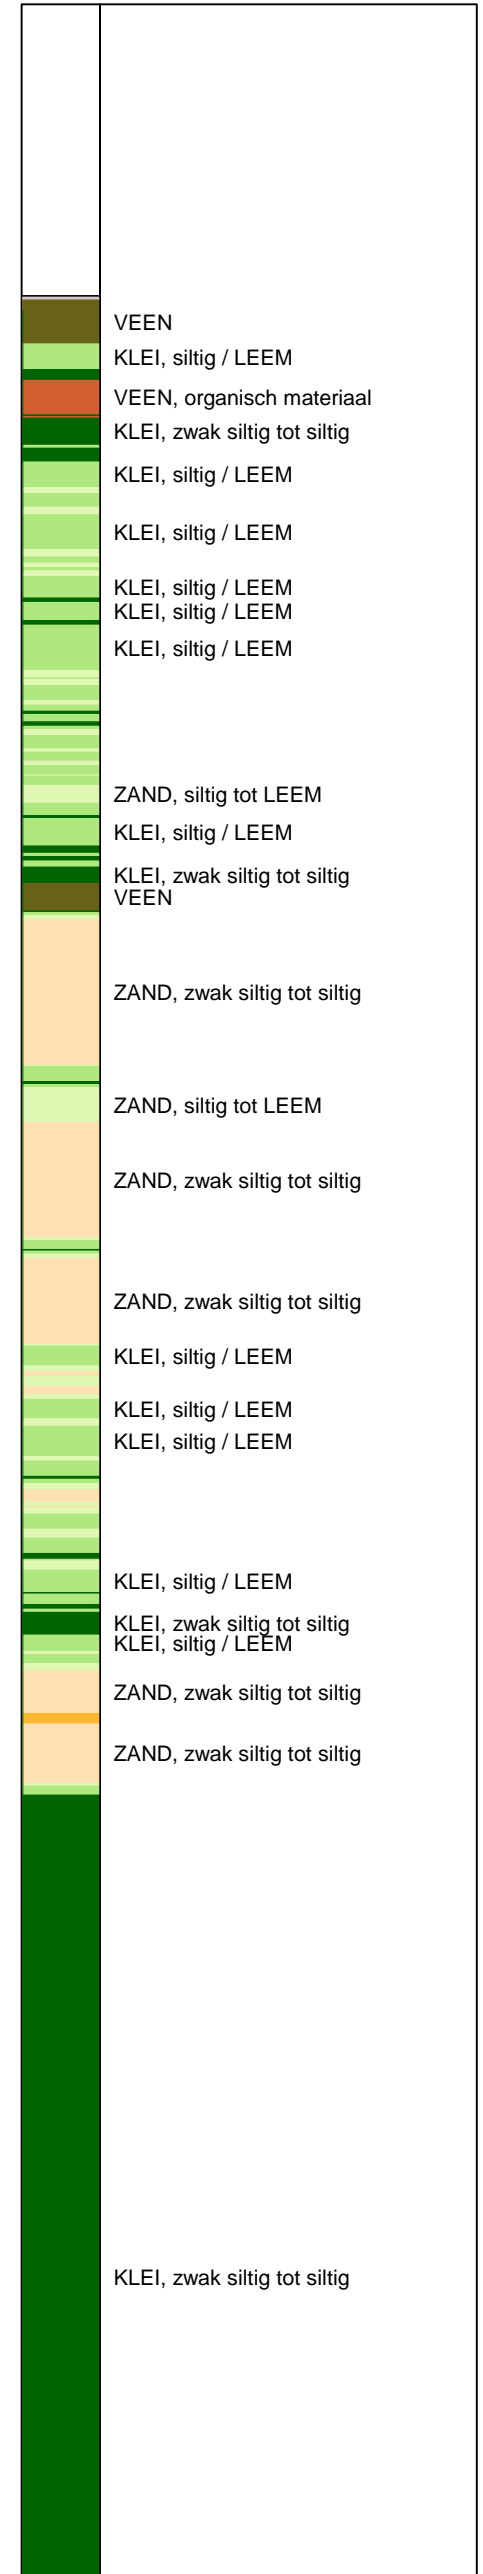 VEEN
KLEI, siltig / LEEM
VEEN, organisch materiaal
KLEI, zwak siltig tot siltig
KLEI, siltig / LEEM
KLEI, siltig / LEEM
KLEI, siltig / LEEM
KLEI, siltig / LEEM
KLEI, siltig / LEEM
ZAND, siltig tot LEEM
KLEI, siltig / LEEM
KLEI, zwak siltig tot siltig
VEEN
ZAND, zwak siltig tot siltig
ZAND, siltig tot LEEM
ZAND, zwak siltig tot siltig
ZAND, zwak siltig tot siltig
KLEI, siltig / LEEM
KLEI, siltig / LEEM
KLEI, siltig / LEEM
KLEI, siltig / LEEM
KLEI, zwak siltig tot siltig
KLEI, siltig / LEEM
ZAND, zwak siltig tot siltig
ZAND, zwak siltig tot siltig
KLEI, zwak siltig tot siltig